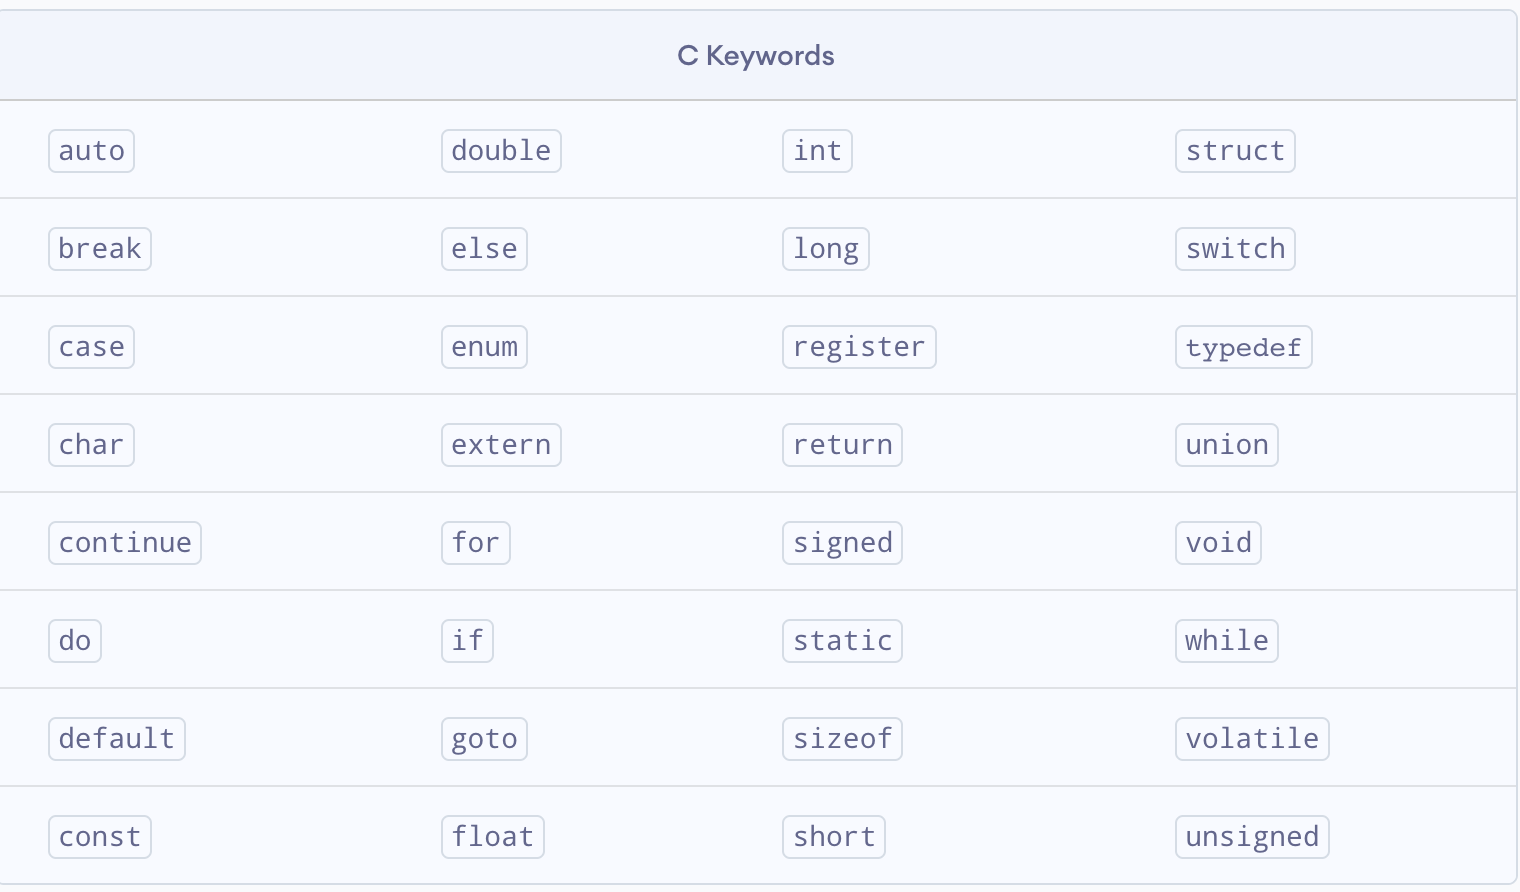 C Keywords
auto double int struct
break else long switch
case enum register typedef
char extern return union
continue for signed void
do if static while
default goto sizeof volatile
const float short unsigned